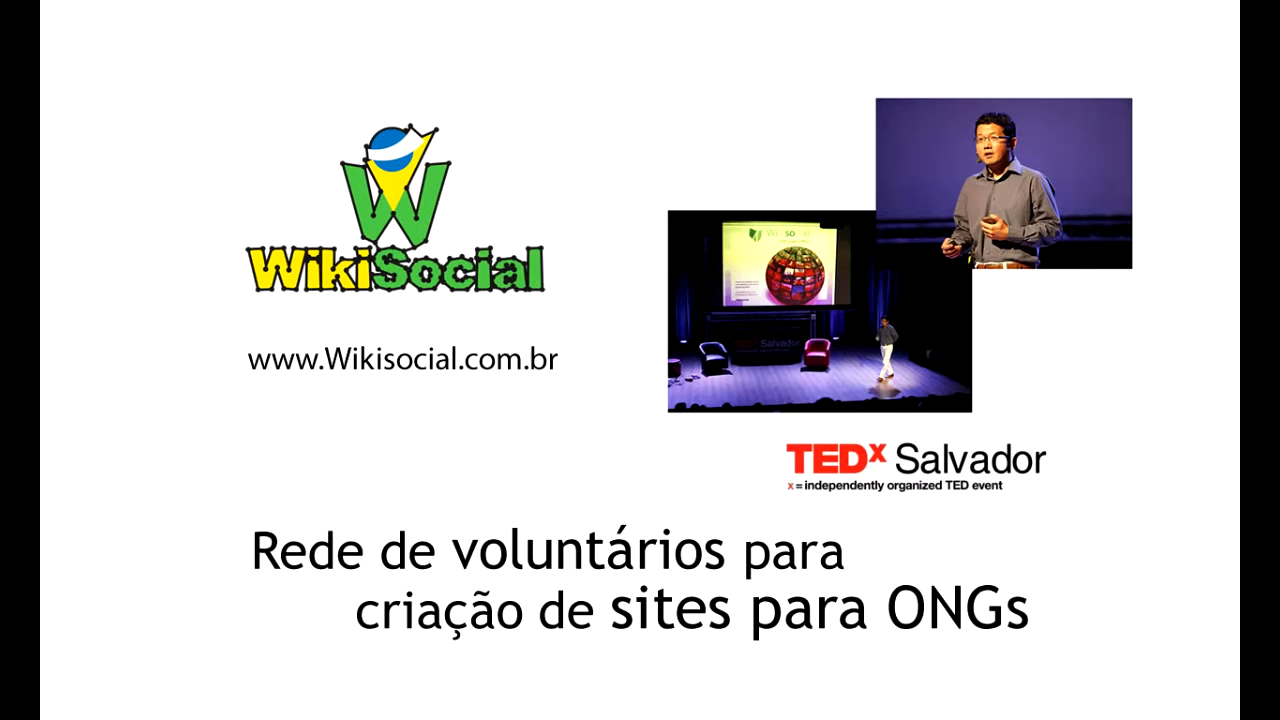 WikiSocial
www.Wikisocial.com.br
Salvador
TEDx Salvador
x = independently organized TED event
Rede de voluntários para
criação de sites para ONGs